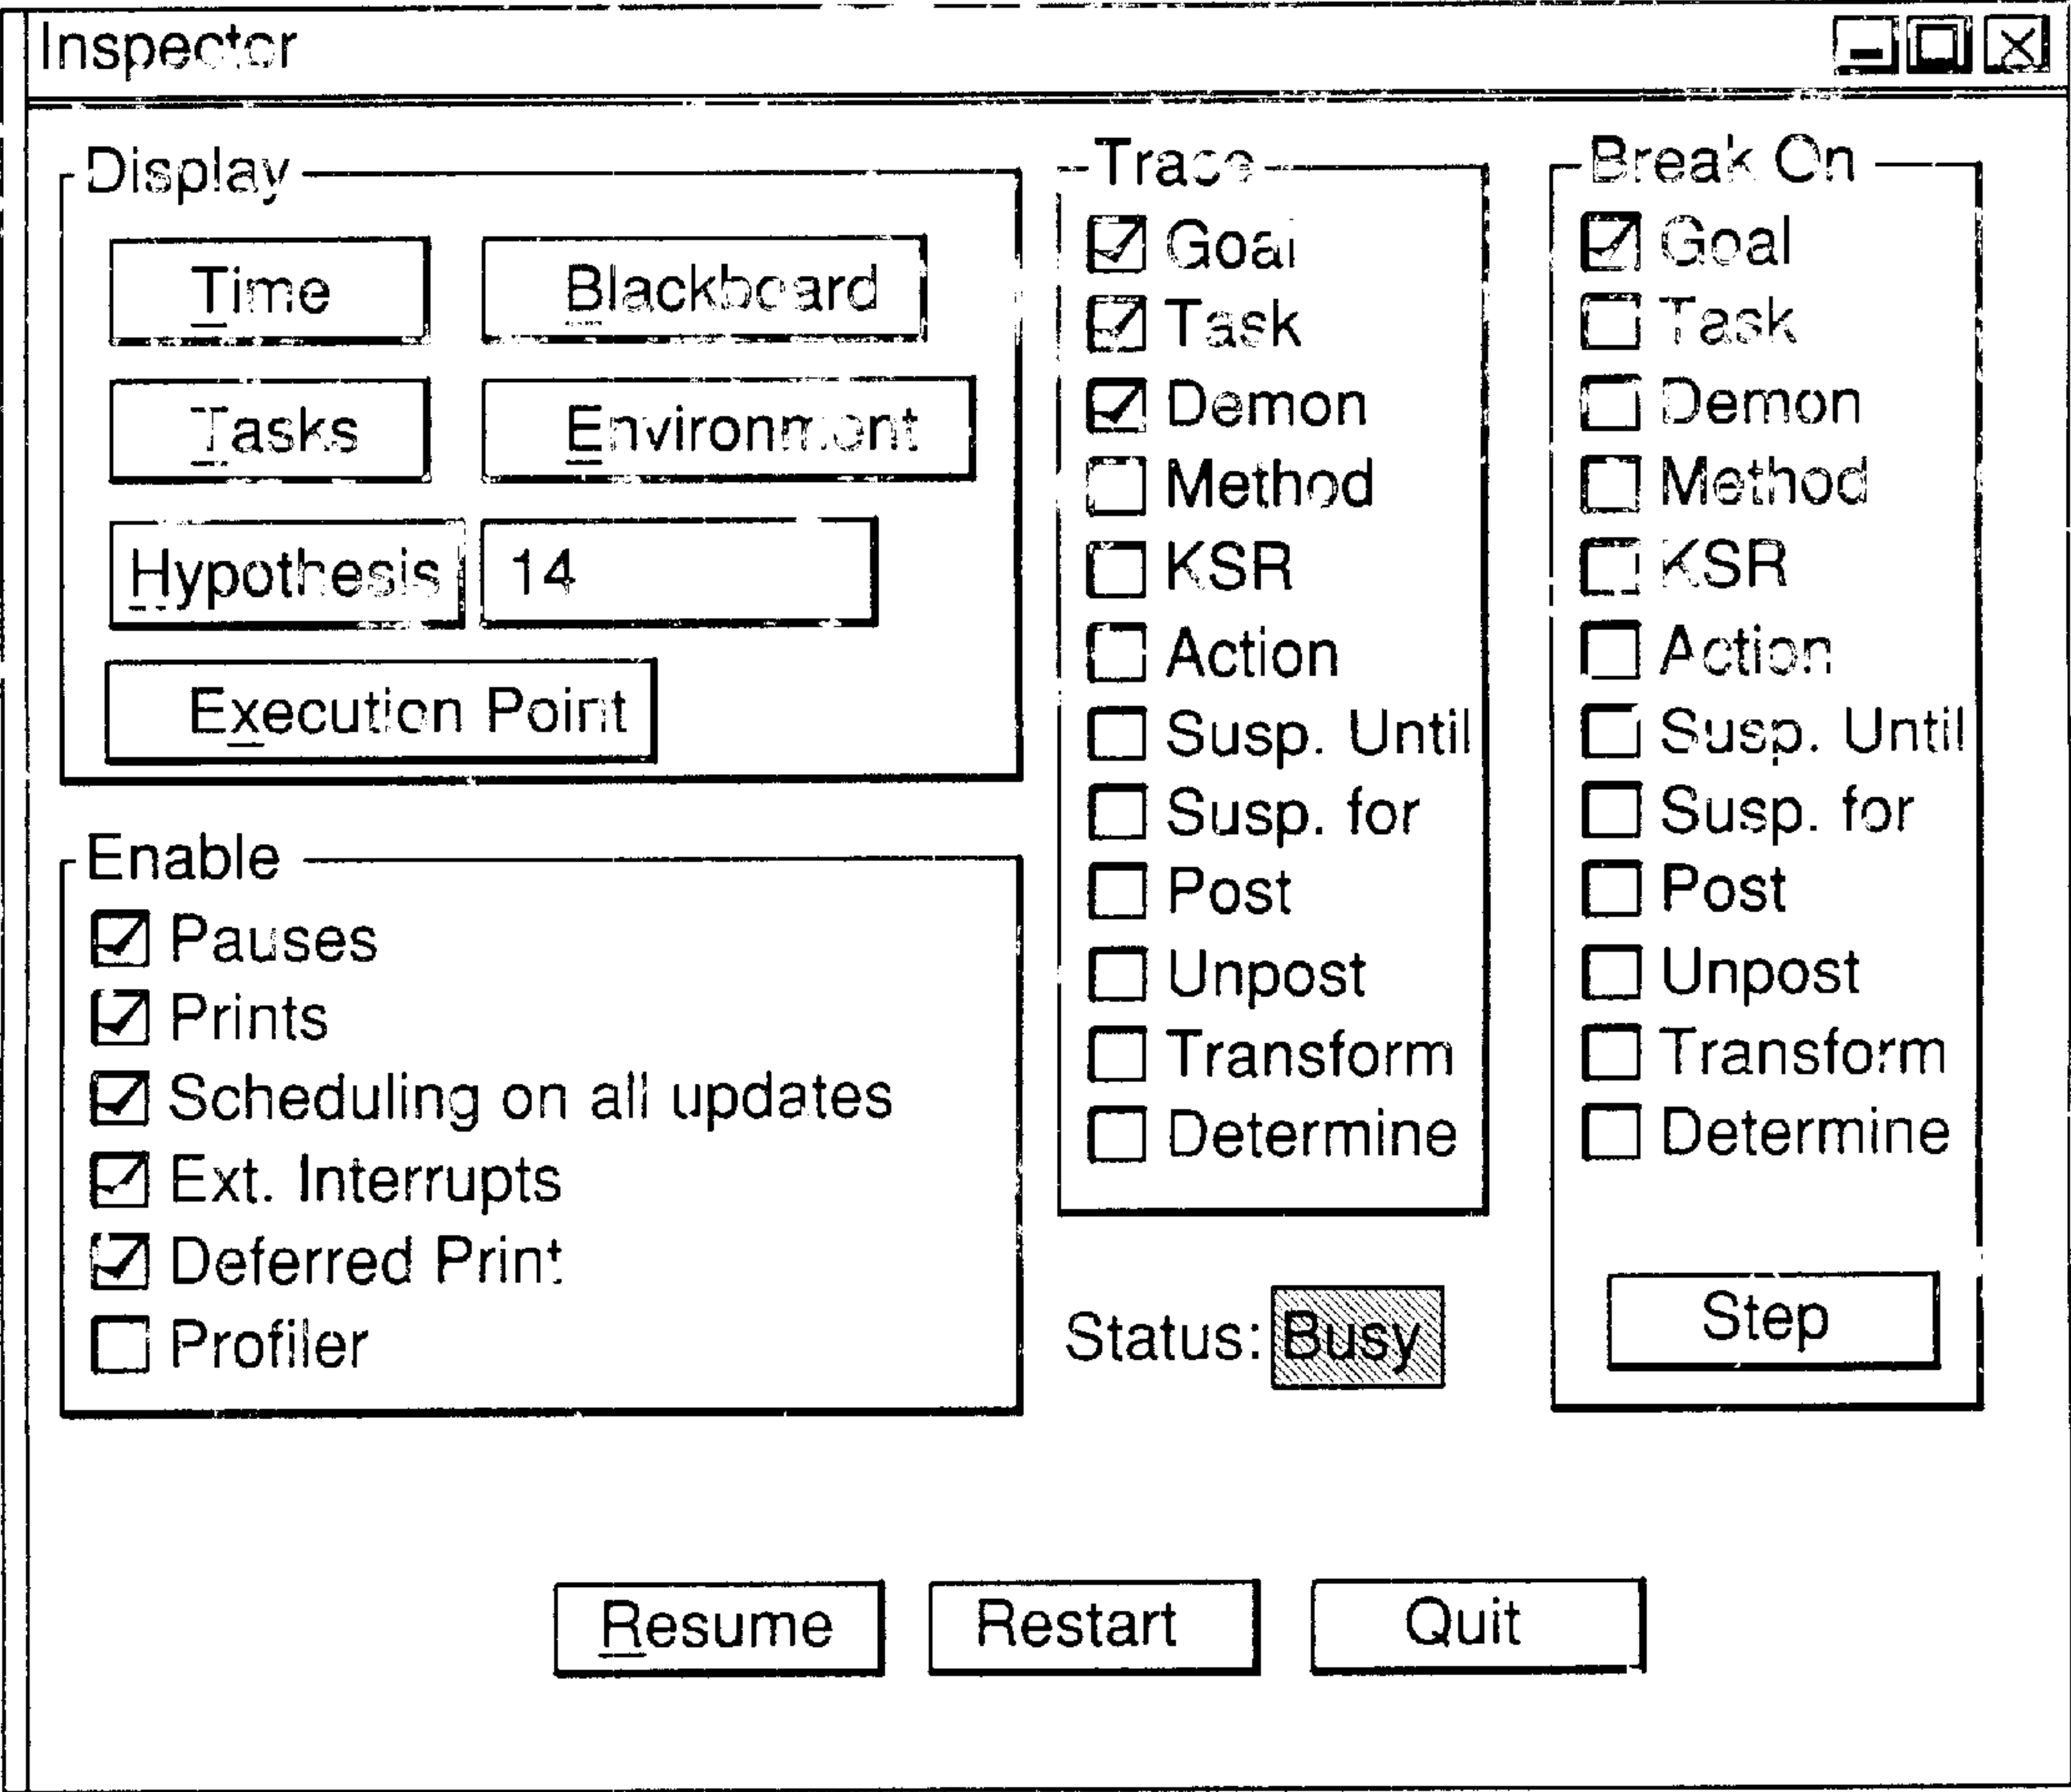 Inspector
Display
Time
Blackboard
Tasks
Environment
Hypothesis
14
Execution Point
Enable
Pauses
Prints
Scheduling on all updates
Ext. Interrupts
Deferred Print
Profiler
Trace
Goal
Task
Demon
Method
KSR
Action
Susp. Until
Susp. for
Post
Unpost
Transform
Determine
Status: Busy
Break On
Goal
Task
Demon
Method
KSR
Action
Susp. Until
Susp. for
Post
Unpost
Transform
Determine
Step
Resume
Restart
Quit